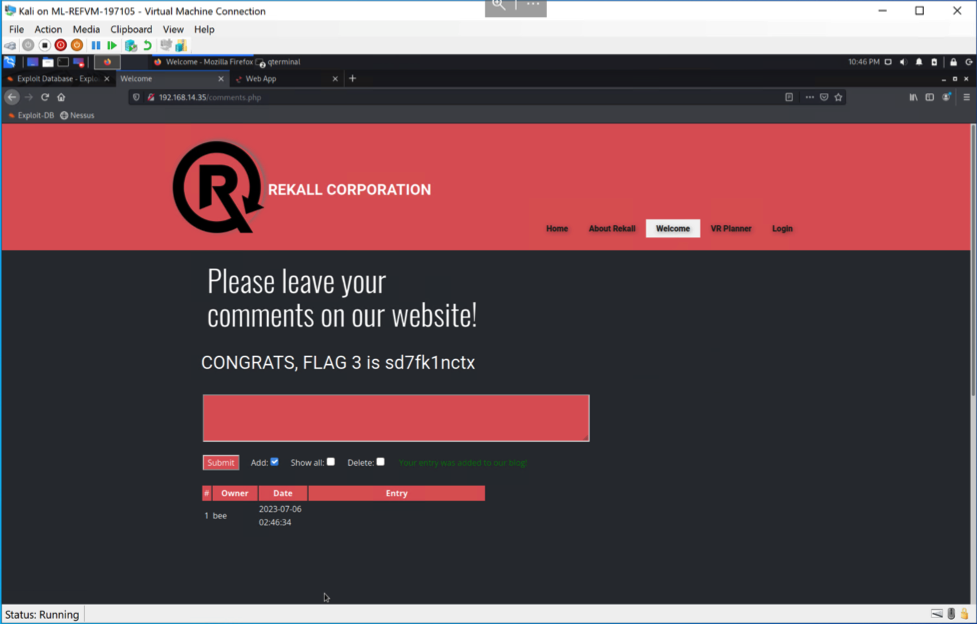 Kali on ML-REFVM-197105 - Virtual Machine Connection
File Action Media Clipboard View Help
Welcome - Mozilla Firefox qterminal 10:46 PM
Exploit Database - Explo Welcome Web App
192.168.14.35/comments.php
Exploit-DB Nessus
R
REKALL CORPORATION
Home About Rekall Welcome VR Planner Login
Please leave your
comments on our website!
CONGRATS, FLAG 3 is sd7fk1nctx
Submit Add: Show all: Delete: Your entry was added to our blog!
# Owner Date Entry
1 bee 2023-07-06
02:46:34
Status: Running